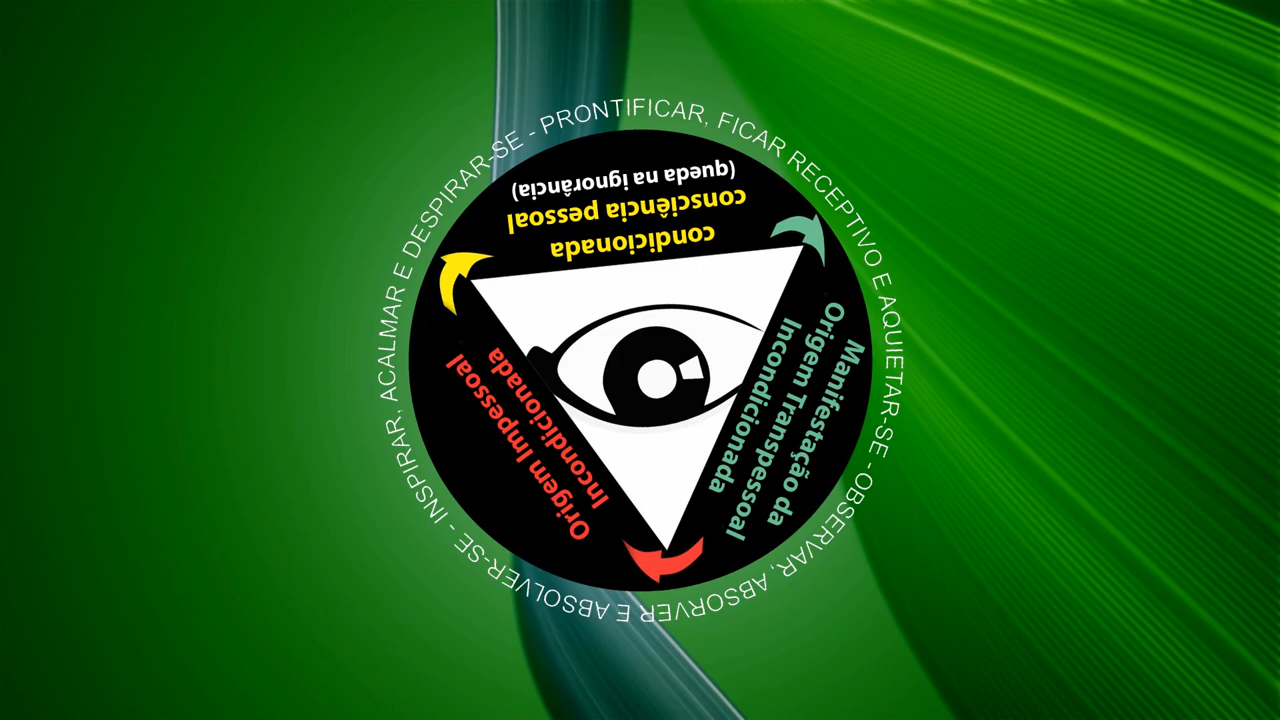 INSPIRAR, ACALMAR E DESPIRAR-SE - PRONTIFICAR, FICAR RECEPTIVO E AQUIETAR-SE - OBSERVAR, ABSORVER E ABSOLVER-SE -
condicionada
consciência pessoal
(queda na ignorância)
Manifestação da
Origem Transpessoal
Incondicionada
Incondicionada
Origem Impessoal